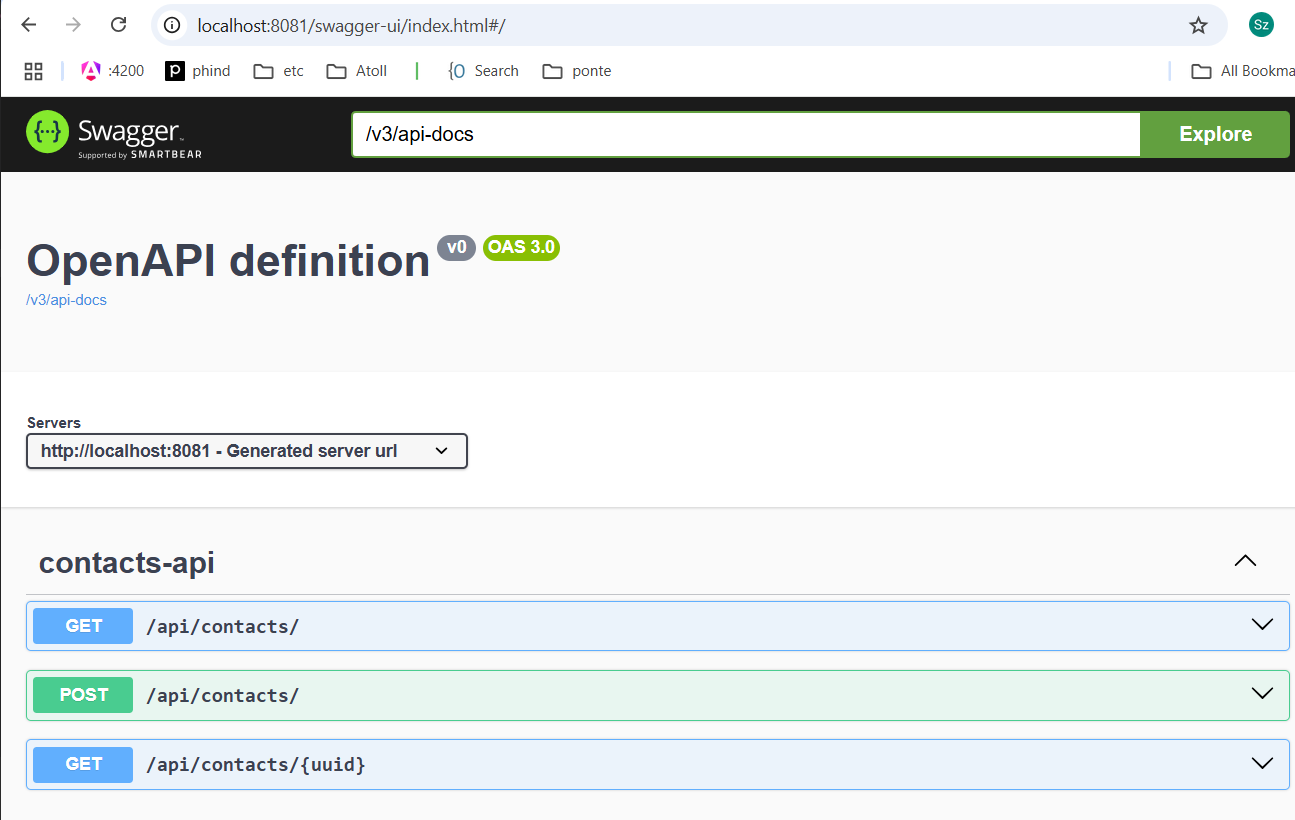 localhost:8081/swagger-ui/index.html#/
Sz
:4200 phind etc Atoll {O Search ponte All Bookma
{···} Swagger™
Supported by SMARTBEAR
/v3/api-docs
Explore
OpenAPI definition v0 OAS 3.0
/v3/api-docs
Servers
http://localhost:8081 - Generated server url
contacts-api
GET /api/contacts/
POST /api/contacts/
GET /api/contacts/{uuid}